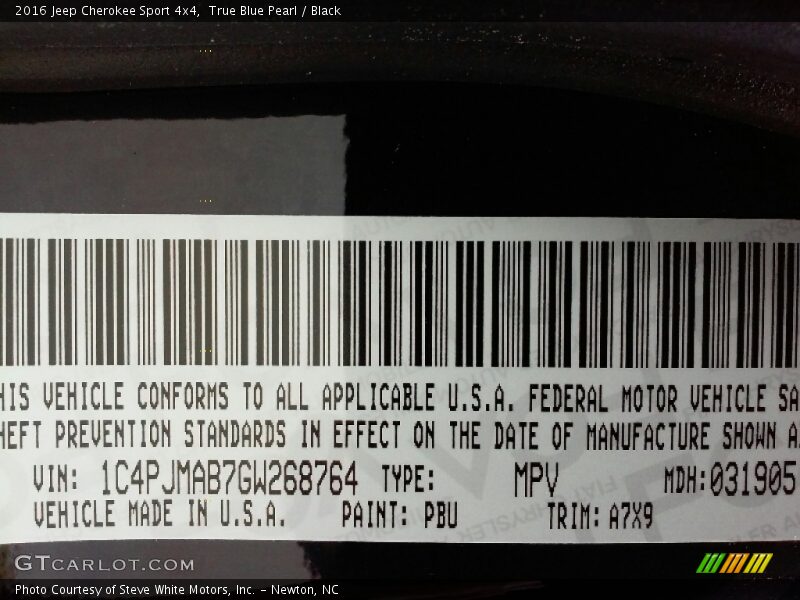 2016 Jeep Cherokee Sport 4x4, True Blue Pearl / Black
HIS VEHICLE CONFORMS TO ALL APPLICABLE U.S.A. FEDERAL MOTOR VEHICLE SA
HEFT PREVENTION STANDARDS IN EFFECT ON THE DATE OF MANUFACTURE SHOWN A
VIN: 1C4PJMAB7GW268764 TYPE: MPV MDH:031905
VEHICLE MADE IN U.S.A. PAINT: PBU TRIM: A7X9
GTCARLOT.COM
Photo Courtesy of Steve White Motors, Inc. – Newton, NC